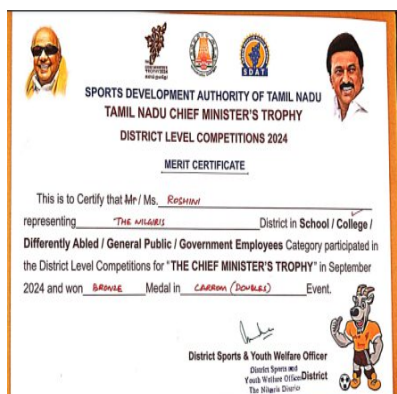 SDAT
SPORTS DEVELOPMENT AUTHORITY OF TAMIL NADU
TAMIL NADU CHIEF MINISTER'S TROPHY
DISTRICT LEVEL COMPETITIONS 2024
MERIT CERTIFICATE
This is to Certify that Mr / Ms. ROSHINI
representing THE NILGIRIS District in School / College /
Differently Abled / General Public / Government Employees Category participated in
the District Level Competitions for "THE CHIEF MINISTER'S TROPHY" in September
2024 and won BRONZE Medal in CARROM (DOUBLES) Event.
District Sports & Youth Welfare Officer
District Sports and
Youth Welfare Officer District
The Nilgiris District